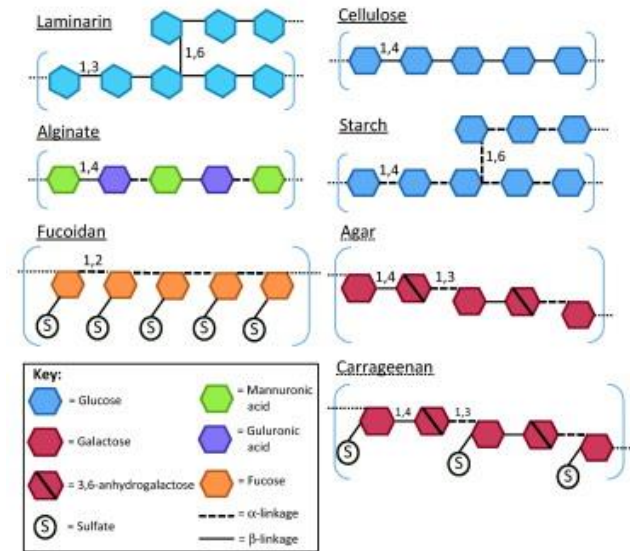 Laminarin
1,6
1,3
Alginate
1,4
Fucoidan
1,2
S S S S S
Cellulose
1,4
Starch
1,6
1,4
Agar
1,4 1,3
Carrageenan
1,4 1,3
S S S
Key:
= Glucose
= Galactose
= 3,6-anhydrogalactose
S = Sulfate
= Mannuronic
acid
= Guluronic
acid
= Fucose
= α-linkage
= β-linkage